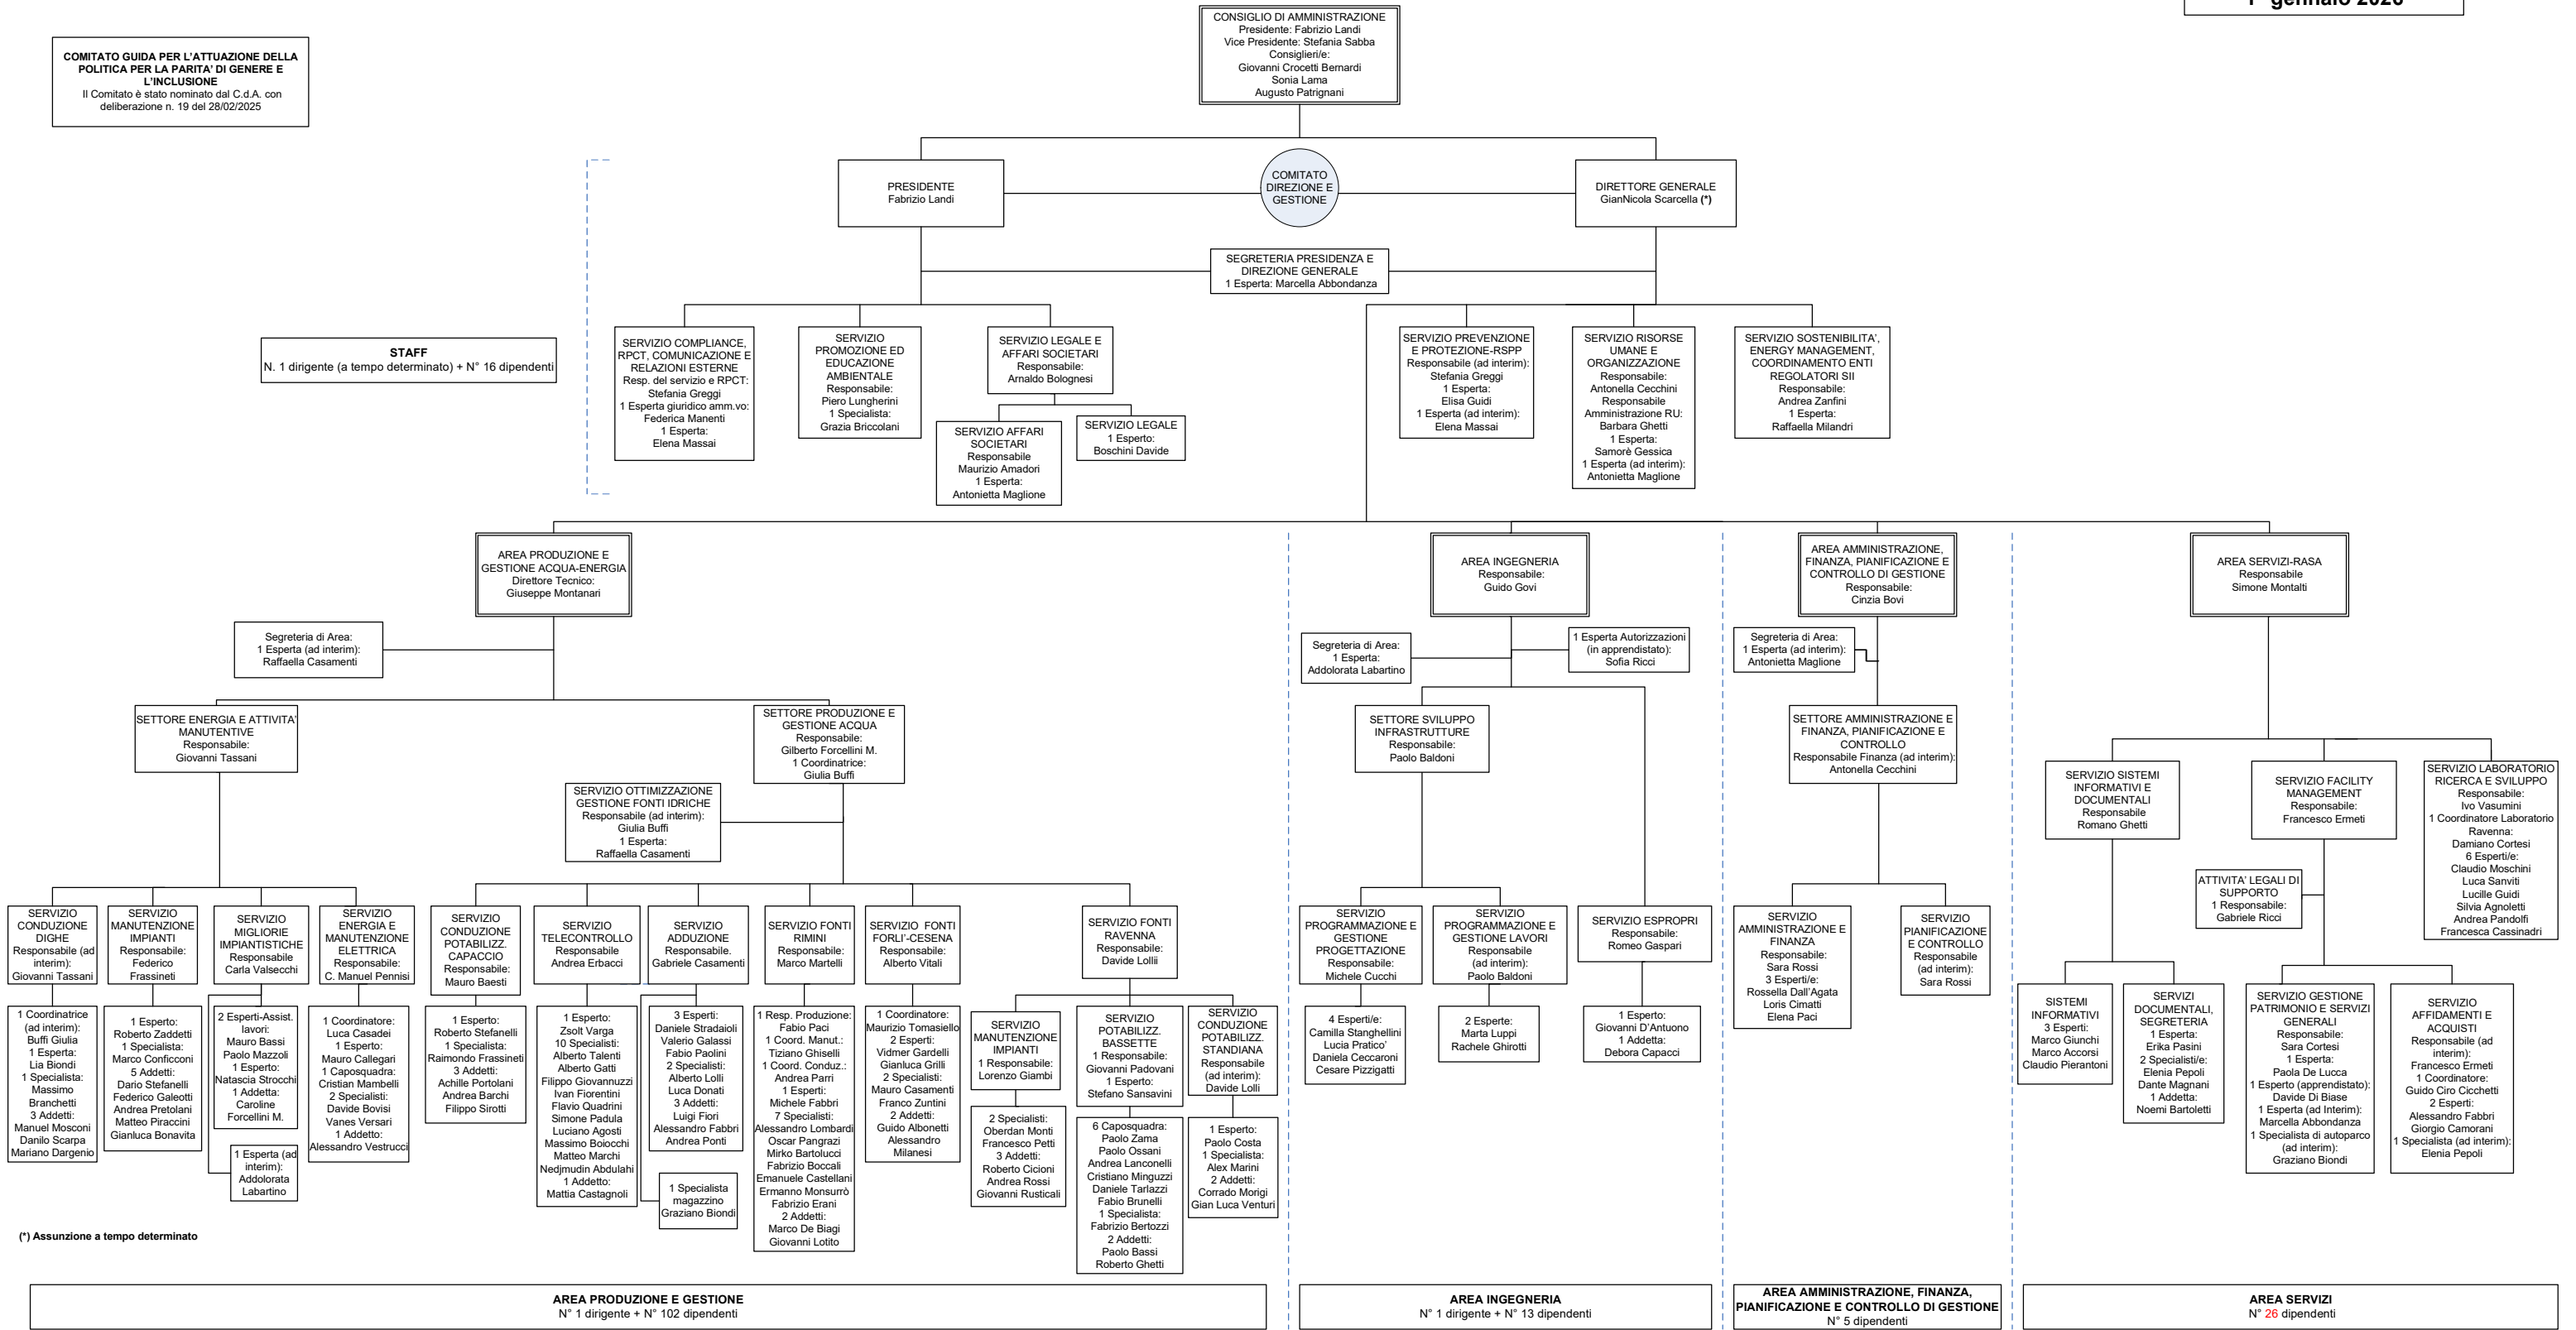 1° gennaio 2026
CONSIGLIO DI AMMINISTRAZIONE
Presidente: Fabrizio Landi
Vice Presidente: Stefania Sabba
Consiglieri/e:
Giovanni Crocetti Bernardi
Sonia Lama
Augusto Patrignani
COMITATO GUIDA PER L'ATTUAZIONE DELLA
POLITICA PER LA PARITA' DI GENERE E
L'INCLUSIONE
Il Comitato è stato nominato dal C.d.A. con
deliberazione n. 19 del 28/02/2025
PRESIDENTE
Fabrizio Landi
COMITATO
DIREZIONE E
GESTIONE
DIRETTORE GENERALE
GianNicola Scarcella (*)
SEGRETERIA PRESIDENZA E
DIREZIONE GENERALE
1 Esperta: Marcella Abbondanza
STAFF
N. 1 dirigente (a tempo determinato) + N° 16 dipendenti
SERVIZIO COMPLIANCE,
RPCT, COMUNICAZIONE E
RELAZIONI ESTERNE
Resp. del servizio e RPCT:
Stefania Greggi
1 Esperta giuridico amm.vo:
Federica Manenti
1 Esperta:
Elena Massai
SERVIZIO
PROMOZIONE ED
EDUCAZIONE
AMBIENTALE
Responsabile:
Piero Lungherini
1 Specialista:
Grazia Briccolani
SERVIZIO LEGALE E
AFFARI SOCIETARI
Responsabile:
Arnaldo Bolognesi
SERVIZIO AFFARI
SOCIETARI
Responsabile
Maurizio Amadori
1 Esperta:
Antonietta Maglione
SERVIZIO LEGALE
1 Esperto:
Boschini Davide
SERVIZIO PREVENZIONE
E PROTEZIONE-RSPP
Responsabile (ad interim):
Stefania Greggi
1 Esperta:
Elisa Guidi
1 Esperta (ad interim):
Elena Massai
SERVIZIO RISORSE
UMANE E
ORGANIZZAZIONE
Responsabile:
Antonella Cecchini
Responsabile
Amministrazione RU:
Barbara Ghetti
1 Esperta:
Samorè Gessica
1 Esperta (ad interim):
Antonietta Maglione
SERVIZIO SOSTENIBILITA',
ENERGY MANAGEMENT,
COORDINAMENTO ENTI
REGOLATORI SII
Responsabile:
Andrea Zanfini
1 Esperta:
Raffaella Milandri
AREA PRODUZIONE E
GESTIONE ACQUA-ENERGIA
Direttore Tecnico:
Giuseppe Montanari
AREA INGEGNERIA
Responsabile:
Guido Govi
AREA AMMINISTRAZIONE,
FINANZA, PIANIFICAZIONE E
CONTROLLO DI GESTIONE
Responsabile:
Cinzia Bovi
AREA SERVIZI-RASA
Responsabile
Simone Montalti
Segreteria di Area:
1 Esperta (ad interim):
Raffaella Casamenti
Segreteria di Area:
1 Esperta:
Addolorata Labartino
1 Esperta Autorizzazioni
(in apprendistato):
Sofia Ricci
Segreteria di Area:
1 Esperta (ad interim):
Antonietta Maglione
SETTORE ENERGIA E ATTIVITA'
MANUTENTIVE
Responsabile:
Giovanni Tassani
SETTORE PRODUZIONE E
GESTIONE ACQUA
Responsabile:
Gilberto Forcellini M.
1 Coordinatrice:
Giulia Buffi
SERVIZIO OTTIMIZZAZIONE
GESTIONE FONTI IDRICHE
Responsabile (ad interim):
Giulia Buffi
1 Esperta:
Raffaella Casamenti
SETTORE SVILUPPO
INFRASTRUTTURE
Responsabile:
Paolo Baldoni
SETTORE AMMINISTRAZIONE E
FINANZA, PIANIFICAZIONE E
CONTROLLO
Responsabile Finanza (ad interim):
Antonella Cecchini
SERVIZIO SISTEMI
INFORMATIVI E
DOCUMENTALI
Responsabile
Romano Ghetti
SERVIZIO FACILITY
MANAGEMENT
Responsabile:
Francesco Ermeti
SERVIZIO LABORATORIO
RICERCA E SVILUPPO
Responsabile:
Ivo Vasumini
1 Coordinatore Laboratorio
Ravenna:
Damiano Cortesi
6 Esperti/e:
Claudio Moschini
Luca Sanviti
Lucille Guidi
Silvia Agnoletti
Andrea Pandolfi
Francesca Cassinadri
ATTIVITA' LEGALI DI
SUPPORTO
1 Responsabile:
Gabriele Ricci
SERVIZIO
CONDUZIONE
DIGHE
Responsabile (ad
interim):
Giovanni Tassani
SERVIZIO
MANUTENZIONE
IMPIANTI
Responsabile:
Federico
Frassineti
SERVIZIO
MIGLIORIE
IMPIANTISTICHE
Responsabile
Carla Valsecchi
SERVIZIO
ENERGIA E
MANUTENZIONE
ELETTRICA
Responsabile:
C. Manuel Pennisi
SERVIZIO
CONDUZIONE
POTABILIZZ.
CAPACCIO
Responsabile:
Mauro Baesti
SERVIZIO
TELECONTROLLO
Responsabile
Andrea Erbacci
SERVIZIO
ADDUZIONE
Responsabile.
Gabriele Casamenti
SERVIZIO FONTI
RIMINI
Responsabile:
Marco Martelli
SERVIZIO FONTI
FORLI'-CESENA
Responsabile:
Alberto Vitali
SERVIZIO FONTI
RAVENNA
Responsabile:
Davide Lollii
SERVIZIO
PROGRAMMAZIONE E
GESTIONE
PROGETTAZIONE
Responsabile:
Michele Cucchi
SERVIZIO
PROGRAMMAZIONE E
GESTIONE LAVORI
Responsabile
(ad interim):
Paolo Baldoni
SERVIZIO ESPROPRI
Responsabile:
Romeo Gaspari
SERVIZIO
AMMINISTRAZIONE E
FINANZA
Responsabile:
Sara Rossi
3 Esperti/e:
Rossella Dall'Agata
Loris Cimatti
Elena Paci
SERVIZIO
PIANIFICAZIONE
E CONTROLLO
Responsabile
(ad interim):
Sara Rossi
1 Coordinatrice
(ad interim):
Buffi Giulia
1 Esperta:
Lia Biondi
1 Specialista:
Massimo
Branchetti
3 Addetti:
Manuel Mosconi
Danilo Scarpa
Mariano Dargenio
1 Esperto:
Roberto Zaddetti
1 Specialista:
Marco Conficconi
5 Addetti:
Dario Stefanelli
Federico Galeotti
Andrea Pretolani
Matteo Piraccini
Gianluca Bonavita
2 Esperti-Assist.
lavori:
Mauro Bassi
Paolo Mazzoli
1 Esperto:
Natascia Strocchi
1 Addetta:
Caroline
Forcellini M.
1 Esperta (ad
interim):
Addolorata
Labartino
1 Coordinatore:
Luca Casadei
1 Esperto:
Mauro Callegari
1 Caposquadra:
Cristian Mambelli
2 Specialisti:
Davide Bovisi
Vanes Versari
1 Addetto:
Alessandro Vestrucci
1 Esperto:
Roberto Stefanelli
1 Specialista:
Raimondo Frassineti
3 Addetti:
Achille Portolani
Andrea Barchi
Filippo Sirotti
1 Esperto:
Zsolt Varga
10 Specialisti:
Alberto Talenti
Alberto Gatti
Filippo Giovannuzzi
Ivan Fiorentini
Flavio Quadrini
Simone Padula
Luciano Agosti
Massimo Boiocchi
Matteo Marchi
Nedjmudin Abdulahi
1 Addetto:
Mattia Castagnoli
3 Esperti:
Daniele Stradaioli
Valerio Galassi
Fabio Paolini
2 Specialisti:
Alberto Lolli
Luca Donati
3 Addetti:
Luigi Fiori
Alessandro Fabbri
Andrea Ponti
1 Specialista
magazzino
Graziano Biondi
1 Resp. Produzione:
Fabio Paci
1 Coord. Manut.:
Tiziano Ghiselli
1 Coord. Conduz.:
Andrea Parri
1 Esperti:
Michele Fabbri
7 Specialisti:
Alessandro Lombardi
Oscar Pangrazi
Mirko Bartolucci
Fabrizio Boccali
Emanuele Castellani
Ermanno Monsurrò
Fabrizio Erani
2 Addetti:
Marco De Biagi
Giovanni Lotito
1 Coordinatore:
Maurizio Tomasiello
2 Esperti:
Vidmer Gardelli
Gianluca Grilli
2 Specialisti:
Mauro Casamenti
Franco Zuntini
2 Addetti:
Guido Albonetti
Alessandro
Milanesi
SERVIZIO
MANUTENZIONE
IMPIANTI
1 Responsabile:
Lorenzo Giambi
2 Specialisti:
Oberdan Monti
Francesco Petti
3 Addetti:
Roberto Cicioni
Andrea Rossi
Giovanni Rusticali
SERVIZIO
POTABILIZZ.
BASSETTE
1 Responsabile:
Giovanni Padovani
1 Esperto:
Stefano Sansavini
6 Caposquadra:
Paolo Zama
Paolo Ossani
Andrea Lanconelli
Cristiano Minguzzi
Daniele Tarlazzi
Fabio Brunelli
1 Specialista:
Fabrizio Bertozzi
2 Addetti:
Paolo Bassi
Roberto Ghetti
SERVIZIO
CONDUZIONE
POTABILIZZ.
STANDIANA
Responsabile
(ad interim):
Davide Lolli
1 Esperto:
Paolo Costa
1 Specialista:
Alex Marini
2 Addetti:
Corrado Morigi
Gian Luca Venturi
4 Esperti/e:
Camilla Stanghellini
Lucia Pratico'
Daniela Ceccaroni
Cesare Pizzigatti
2 Esperte:
Marta Luppi
Rachele Ghirotti
1 Esperto:
Giovanni D'Antuono
1 Addetta:
Debora Capacci
SISTEMI
INFORMATIVI
3 Esperti:
Marco Giunchi
Marco Accorsi
Claudio Pierantoni
SERVIZI
DOCUMENTALI,
SEGRETERIA
1 Esperta:
Erika Pasini
2 Specialisti/e:
Elenia Pepoli
Dante Magnani
1 Addetta:
Noemi Bartoletti
SERVIZIO GESTIONE
PATRIMONIO E SERVIZI
GENERALI
Responsabile:
Sara Cortesi
1 Esperta:
Paola De Lucca
1 Esperto (apprendista):
Davide Di Biase
1 Esperta (ad Interim):
Marcella Abbondanza
1 Specialista di autoparco
(ad interim):
Graziano Biondi
SERVIZIO
AFFIDAMENTI E
ACQUISTI
Responsabile (ad
interim):
Francesco Ermeti
1 Coordinatore:
Guido Ciro Cicchetti
2 Esperti:
Alessandro Fabbri
Giorgio Camorani
1 Specialista (ad interim):
Elenia Pepoli
(*) Assunzione a tempo determinato
AREA PRODUZIONE E GESTIONE
N° 1 dirigente + N° 102 dipendenti
AREA INGEGNERIA
N° 1 dirigente + N° 13 dipendenti
AREA AMMINISTRAZIONE, FINANZA,
PIANIFICAZIONE E CONTROLLO DI GESTIONE
N° 5 dipendenti
AREA SERVIZI
N° 26 dipendenti